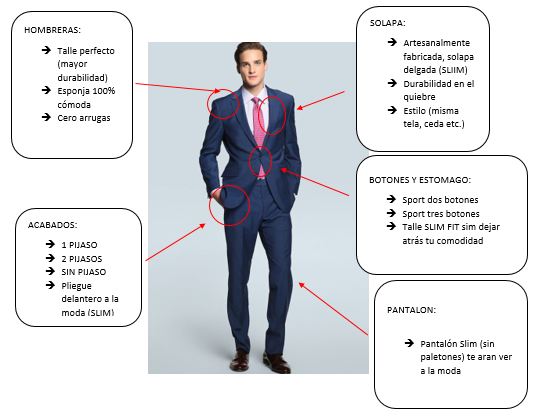 HOMBRERAS:
➔ Talle perfecto
(mayor
durabilidad)
➔ Esponja 100%
cómoda
➔ Cero arrugas
SOLAPA:
➔ Artesanalmente
fabricada, solapa
delgada (SLIIM)
➔ Durabilidad en el
quiebre
➔ Estilo (misma
tela, ceda etc.)
BOTONES Y ESTOMAGO:
➔ Sport dos botones
➔ Sport tres botones
➔ Talle SLIM FIT sim dejar
atrás tu comodidad
ACABADOS:
➔ 1 PIJASO
➔ 2 PIJASOS
➔ SIN PIJASO
➔ Pliegue
delantero a la
moda (SLIM)
PANTALON:
➔ Pantalón Slim (sin
paletones) te aran ver
a la moda